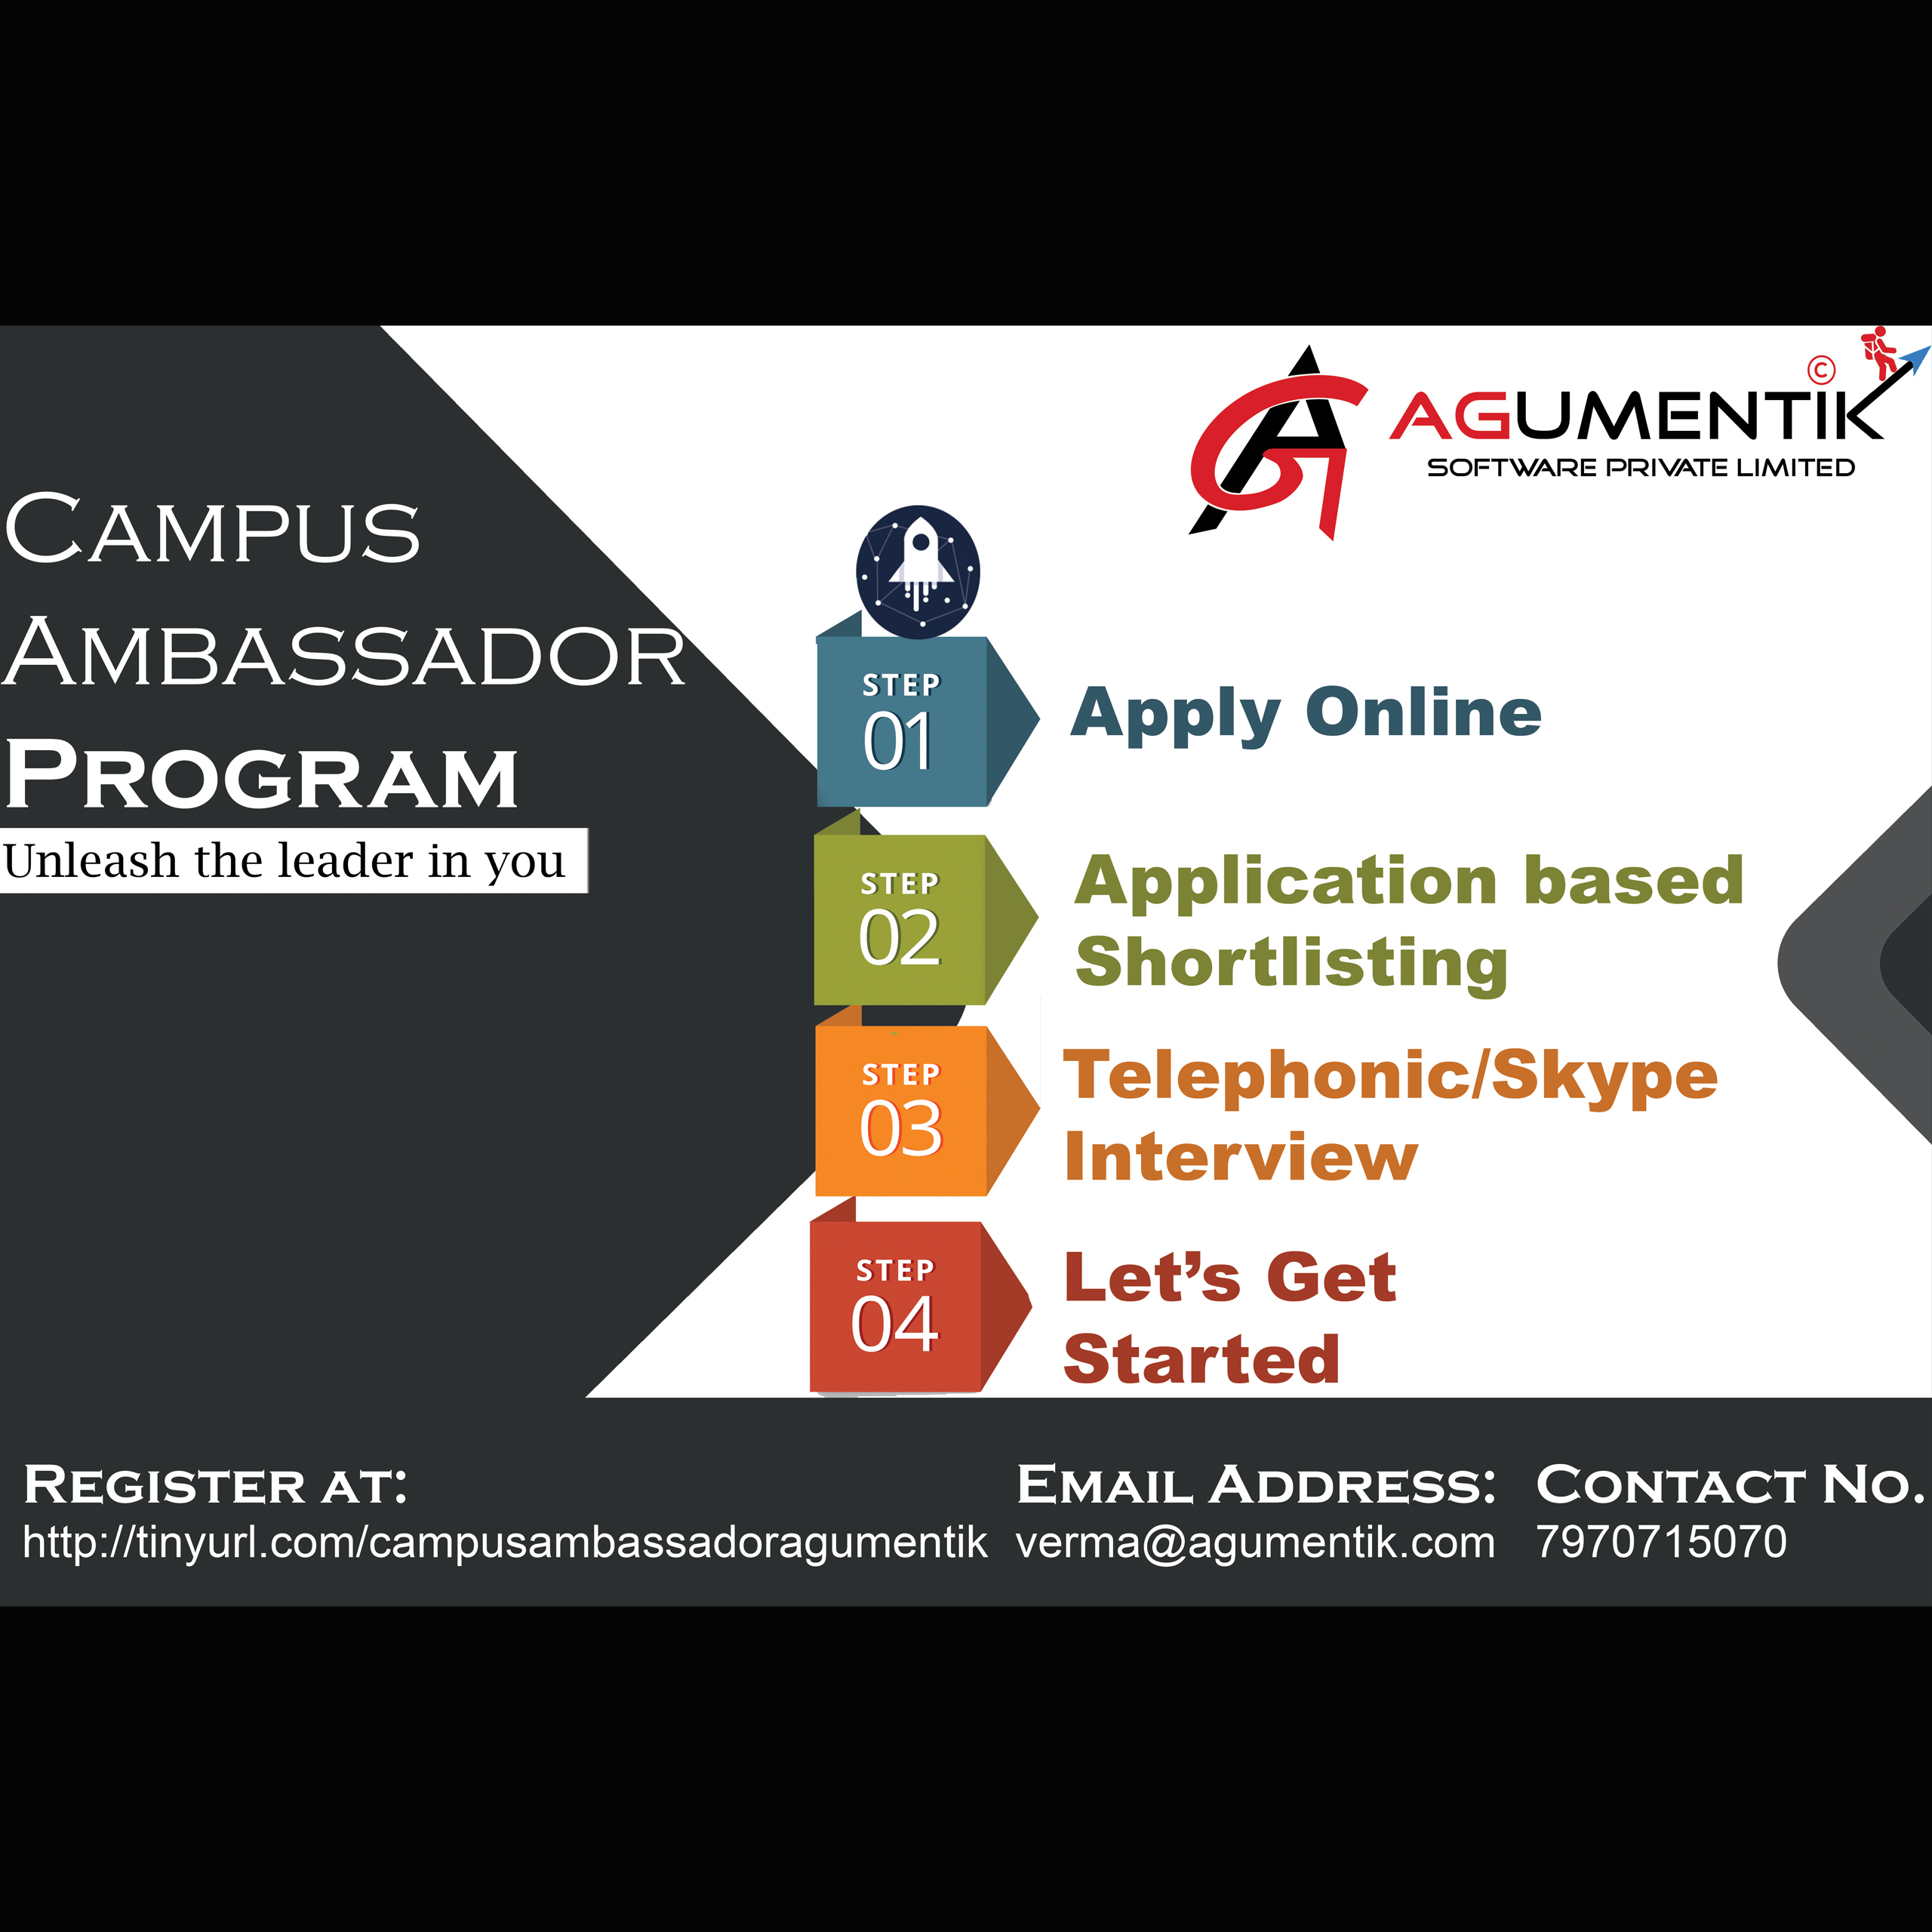 Campus
Ambassador
Program
Unleash the leader in you
©
AGUMENTIK
SOFTWARE PRIVATE LIMITED
STEP
01
Apply Online
STEP
02
Application based
Shortlisting
STEP
03
Telephonic/Skype
Interview
STEP
04
Let’s Get
Started
Register at:
http://tinyurl.com/campusambassadoragumentik
Email Address:
verma@agumentik.com
Contact No.
7970715070